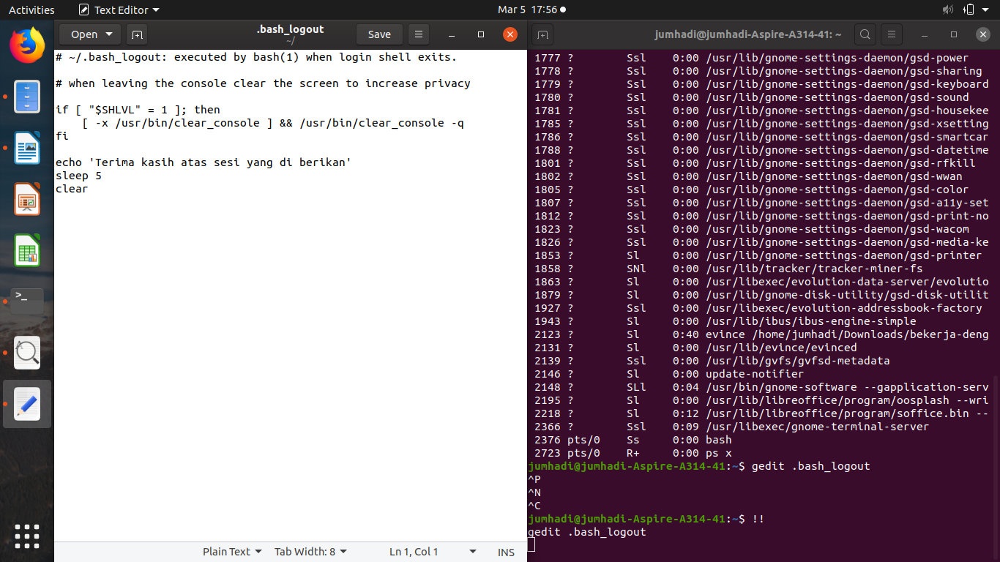 Activities
Text Editor
Mar 5 17:56
Open
.bash_logout
~/
Save
# ~/.bash_logout: executed by bash(1) when login shell exits.
# when leaving the console clear the screen to increase privacy
if [ "$SHLVL" = 1 ]; then
    [ -x /usr/bin/clear_console ] && /usr/bin/clear_console -q
fi
echo 'Terima kasih atas sesi yang di berikan'
sleep 5
clear
Plain Text
Tab Width: 8
Ln 1, Col 1
INS
jumhadi@jumhadi-Aspire-A314-41: ~
1777 ?        Ssl    0:00 /usr/lib/gnome-settings-daemon/gsd-power
1778 ?        Ssl    0:00 /usr/lib/gnome-settings-daemon/gsd-sharing
1779 ?        Ssl    0:00 /usr/lib/gnome-settings-daemon/gsd-keyboard
1780 ?        Ssl    0:00 /usr/lib/gnome-settings-daemon/gsd-sound
1781 ?        Ssl    0:00 /usr/lib/gnome-settings-daemon/gsd-housekee
1785 ?        Ssl    0:00 /usr/lib/gnome-settings-daemon/gsd-xsetting
1786 ?        Ssl    0:00 /usr/lib/gnome-settings-daemon/gsd-smartcar
1788 ?        Ssl    0:00 /usr/lib/gnome-settings-daemon/gsd-datetime
1801 ?        Ssl    0:00 /usr/lib/gnome-settings-daemon/gsd-rfkill
1802 ?        Ssl    0:00 /usr/lib/gnome-settings-daemon/gsd-wwan
1805 ?        Ssl    0:00 /usr/lib/gnome-settings-daemon/gsd-color
1807 ?        Ssl    0:00 /usr/lib/gnome-settings-daemon/gsd-a11y-set
1812 ?        Ssl    0:00 /usr/lib/gnome-settings-daemon/gsd-print-no
1823 ?        Ssl    0:00 /usr/lib/gnome-settings-daemon/gsd-wacom
1826 ?        Ssl    0:00 /usr/lib/gnome-settings-daemon/gsd-media-ke
1853 ?        Sl     0:00 /usr/lib/gnome-settings-daemon/gsd-printer
1858 ?        SNl    0:00 /usr/lib/tracker/tracker-miner-fs
1863 ?        Sl     0:00 /usr/libexec/evolution-data-server/evolutio
1879 ?        Sl     0:00 /usr/lib/gnome-disk-utility/gsd-disk-utilit
1927 ?        Ssl    0:00 /usr/libexec/evolution-addressbook-factory
1943 ?        Sl     0:00 /usr/lib/ibus/ibus-engine-simple
2123 ?        Sl     0:40 evince /home/jumhadi/Downloads/bekerja-deng
2131 ?        Sl     0:00 /usr/lib/evince/evinced
2139 ?        Ssl    0:00 /usr/lib/gvfs/gvfsd-metadata
2146 ?        Sl     0:00 update-notifier
2148 ?        SLl    0:04 /usr/bin/gnome-software --gapplication-serv
2195 ?        Sl     0:00 /usr/lib/libreoffice/program/oosplash --wri
2218 ?        Sl     0:12 /usr/lib/libreoffice/program/soffice.bin --
2366 ?        Ssl    0:09 /usr/libexec/gnome-terminal-server
2376 pts/0    Ss     0:00 bash
2723 pts/0    R+     0:00 ps x
jumhadi@jumhadi-Aspire-A314-41:~$ gedit .bash_logout
^P
^N
^C
jumhadi@jumhadi-Aspire-A314-41:~$ !!
gedit .bash_logout